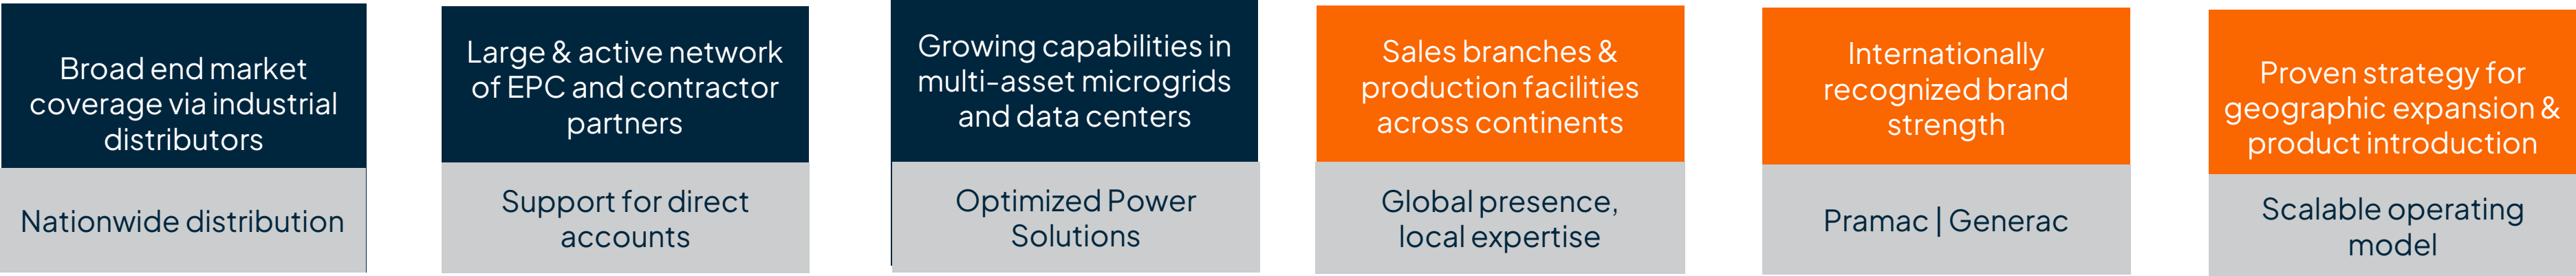 Broad end market
coverage via industrial
distributors
Nationwide distribution
Large & active network
of EPC and contractor
partners
Support for direct
accounts
Growing capabilities in
multi-asset microgrids
and data centers
Optimized Power
Solutions
Sales branches &
production facilities
across continents
Global presence,
local expertise
Internationally
recognized brand
strength
Pramac | Generac
Proven strategy for
geographic expansion &
product introduction
Scalable operating
model